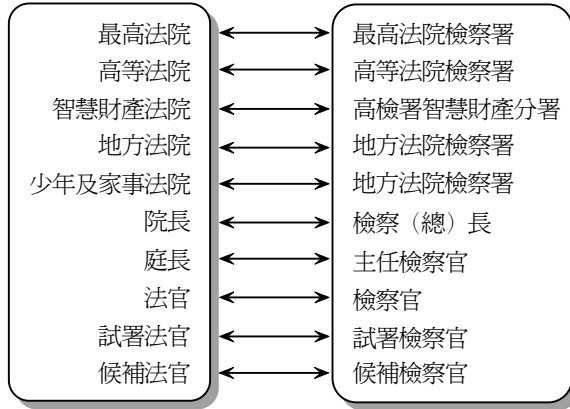 最高法院 最高法院檢察署
高等法院 高等法院檢察署
智慧財產法院 高檢署智慧財產分署
地方法院 地方法院檢察署
少年及家事法院 地方法院檢察署
院長 檢察（總）長
庭長 主任檢察官
法官 檢察官
試署法官 試署檢察官
候補法官 候補檢察官